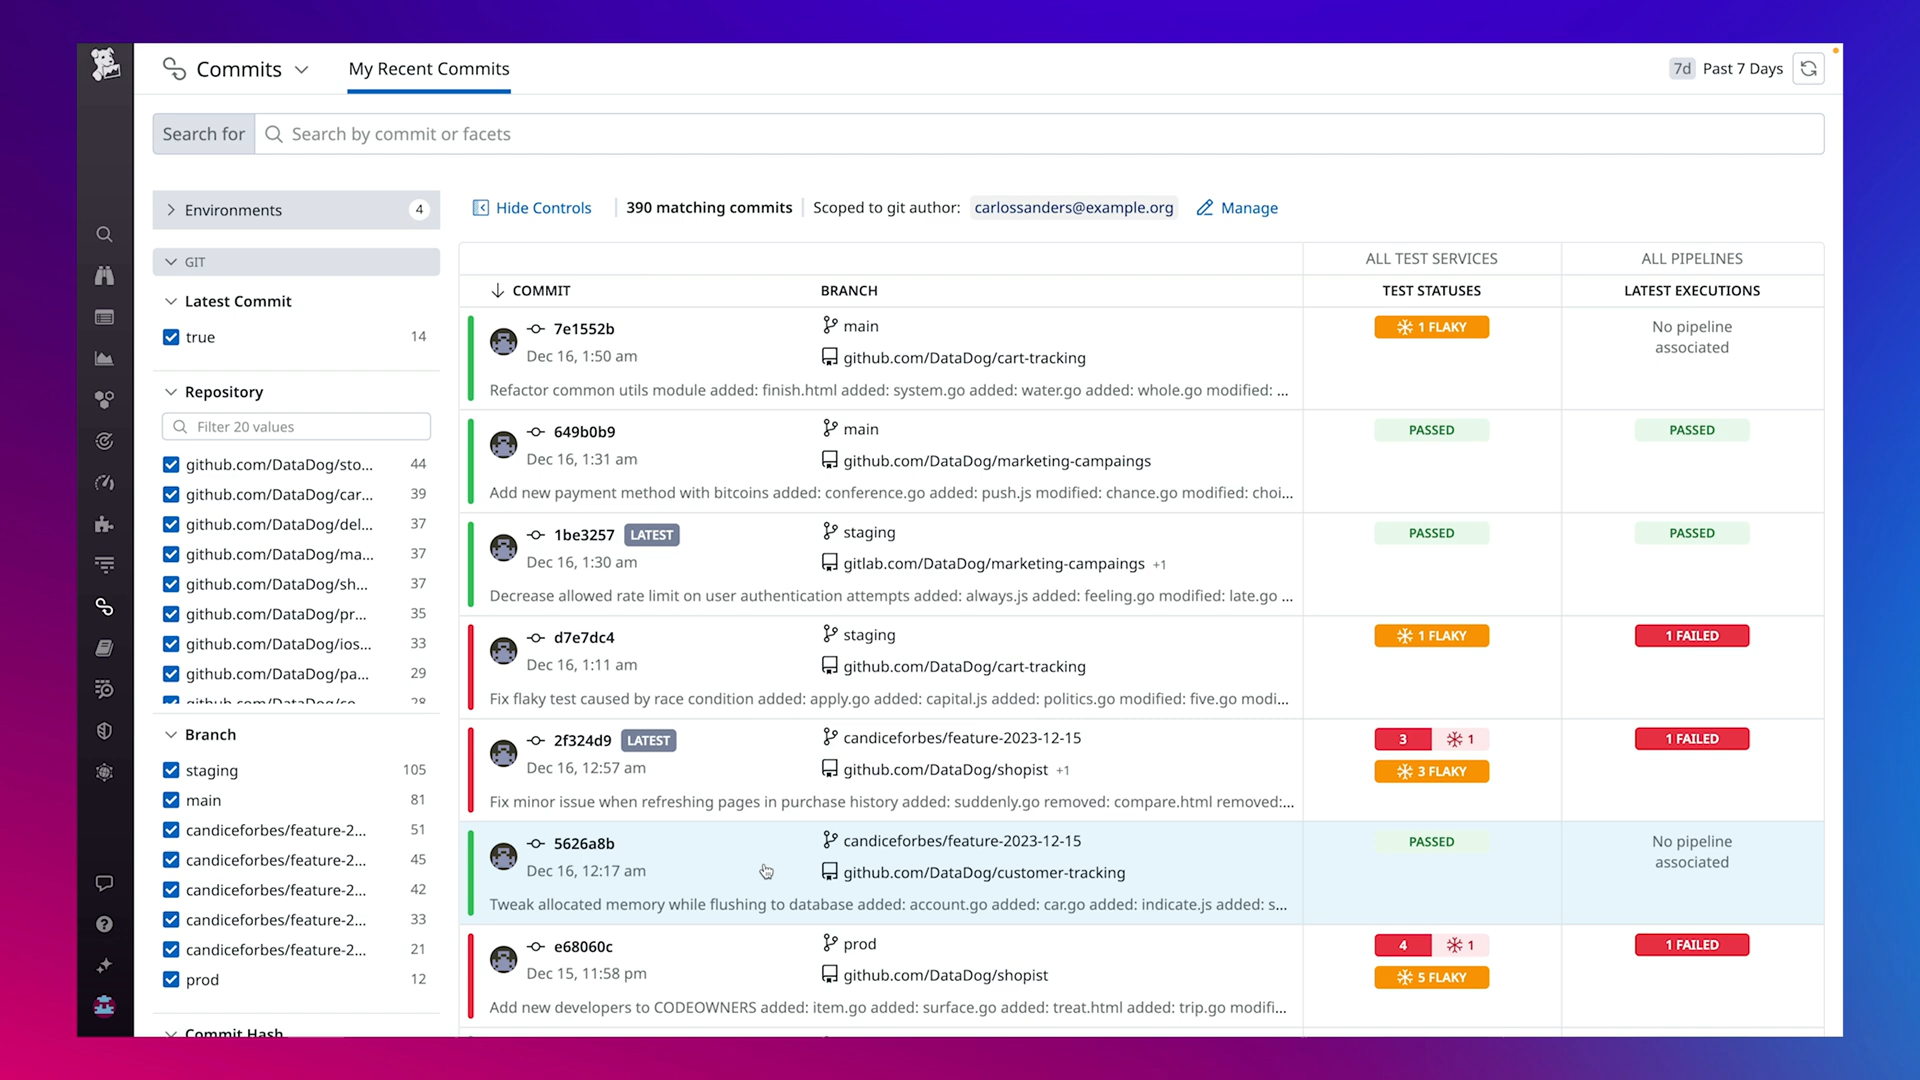 Commits
My Recent Commits
7d Past 7 Days
Search for
Search by commit or facets
Environments 4
Hide Controls
390 matching commits
Scoped to git author: carlossanders@example.org
Manage
GIT
Latest Commit
true 14
Repository
Filter 20 values
github.com/DataDog/sto... 44
github.com/DataDog/car... 39
github.com/DataDog/del... 37
github.com/DataDog/ma... 37
github.com/DataDog/sh... 37
github.com/DataDog/pr... 35
github.com/DataDog/ios... 33
github.com/DataDog/pa... 29
github.com/DataDog/co... 28
Branch
staging 105
main 81
candiceforbes/feature-2... 51
candiceforbes/feature-2... 45
candiceforbes/feature-2... 42
candiceforbes/feature-2... 33
candiceforbes/feature-2... 21
prod 12
Commit Hash
ALL TEST SERVICES ALL PIPELINES
COMMIT BRANCH TEST STATUSES LATEST EXECUTIONS
7e1552b main 1 FLAKY No pipeline
associated
Dec 16, 1:50 am github.com/DataDog/cart-tracking
Refactor common utils module added: finish.html added: system.go added: water.go added: whole.go modified: ...
649b0b9 main PASSED PASSED
Dec 16, 1:31 am github.com/DataDog/marketing-campaings
Add new payment method with bitcoins added: conference.go added: push.js modified: chance.go modified: choi...
1be3257 LATEST staging PASSED PASSED
Dec 16, 1:30 am gitlab.com/DataDog/marketing-campaings +1
Decrease allowed rate limit on user authentication attempts added: always.js added: feeling.go modified: late.go ...
d7e7dc4 staging 1 FLAKY 1 FAILED
Dec 16, 1:11 am github.com/DataDog/cart-tracking
Fix flaky test caused by race condition added: apply.go added: capital.js added: politics.go modified: five.go modi...
2f324d9 LATEST candiceforbes/feature-2023-12-15 3 1 1 FAILED
Dec 16, 12:57 am github.com/DataDog/shopist +1 3 FLAKY
Fix minor issue when refreshing pages in purchase history added: suddenly.go removed: compare.html removed:...
5626a8b candiceforbes/feature-2023-12-15 PASSED No pipeline
associated
Dec 16, 12:17 am github.com/DataDog/customer-tracking
Tweak allocated memory while flushing to database added: account.go added: car.go added: indicate.js added: s...
e68060c prod 4 1 1 FAILED
Dec 15, 11:58 pm github.com/DataDog/shopist 5 FLAKY
Add new developers to CODEOWNERS added: item.go added: surface.go added: treat.html added: trip.go modifi...